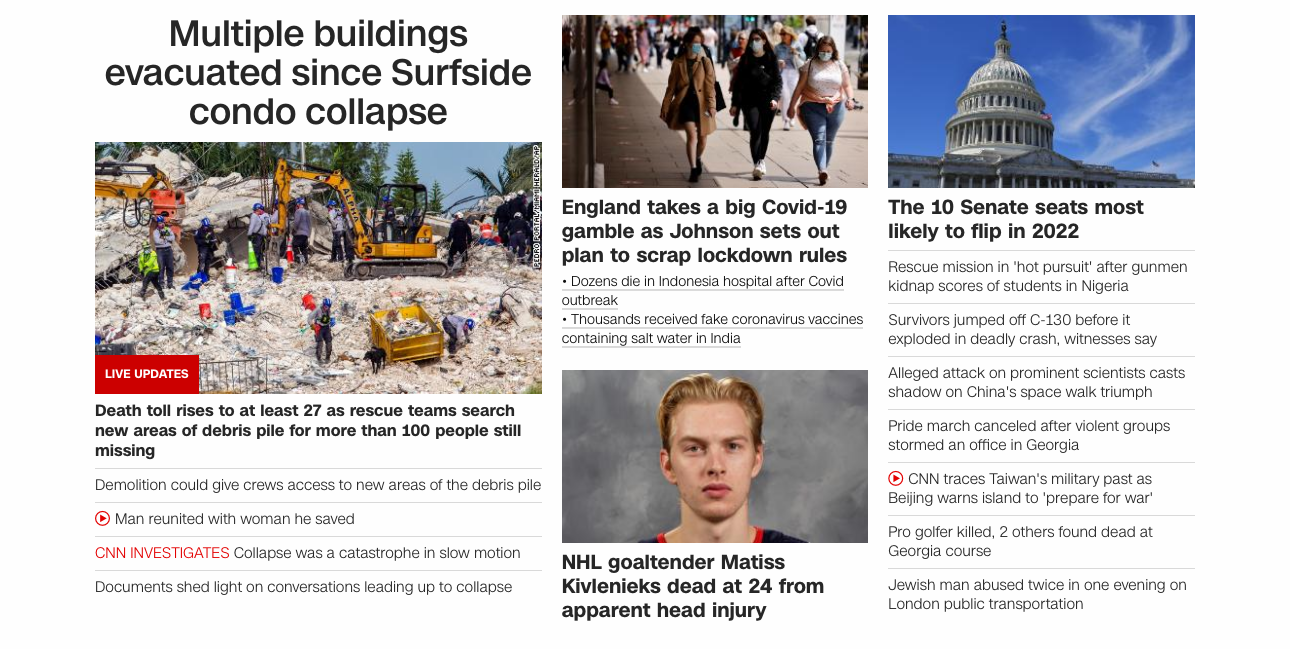 Multiple buildings
evacuated since Surfside
condo collapse
PEDRO PORTAL/MIAMI HERALD/AP
LIVE UPDATES
Death toll rises to at least 27 as rescue teams search
new areas of debris pile for more than 100 people still
missing
Demolition could give crews access to new areas of the debris pile
Man reunited with woman he saved
CNN INVESTIGATES Collapse was a catastrophe in slow motion
Documents shed light on conversations leading up to collapse
England takes a big Covid-19
gamble as Johnson sets out
plan to scrap lockdown rules
• Dozens die in Indonesia hospital after Covid
outbreak
• Thousands received fake coronavirus vaccines
containing salt water in India
NHL goaltender Matiss
Kivlenieks dead at 24 from
apparent head injury
The 10 Senate seats most
likely to flip in 2022
Rescue mission in 'hot pursuit' after gunmen
kidnap scores of students in Nigeria
Survivors jumped off C-130 before it
exploded in deadly crash, witnesses say
Alleged attack on prominent scientists casts
shadow on China's space walk triumph
Pride march canceled after violent groups
stormed an office in Georgia
CNN traces Taiwan's military past as
Beijing warns island to 'prepare for war'
Pro golfer killed, 2 others found dead at
Georgia course
Jewish man abused twice in one evening on
London public transportation